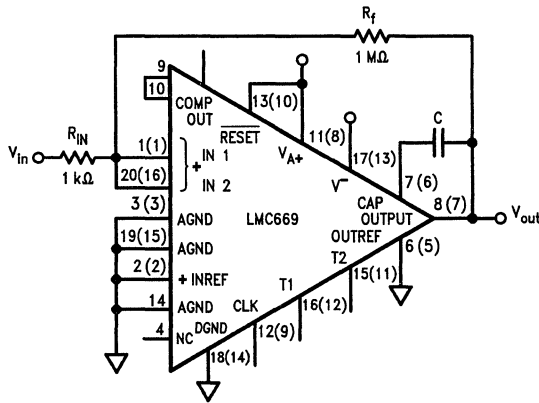 Rf
1 MΩ
9
10
COMP OUT
13(10)
RESET
VA+
11(8)
17(13)
V−
C
RIN
Vin
1 kΩ
1(1)
+ IN 1
20(16)
IN 2
7(6)
CAP
3(3)
AGND
LMC669
OUTPUT
8(7)
Vout
19(15)
AGND
OUTREF
6(5)
2(2)
+ INREF
T2
15(11)
14
AGND
T1
16(12)
CLK
12(9)
4
NC
DGND
18(14)